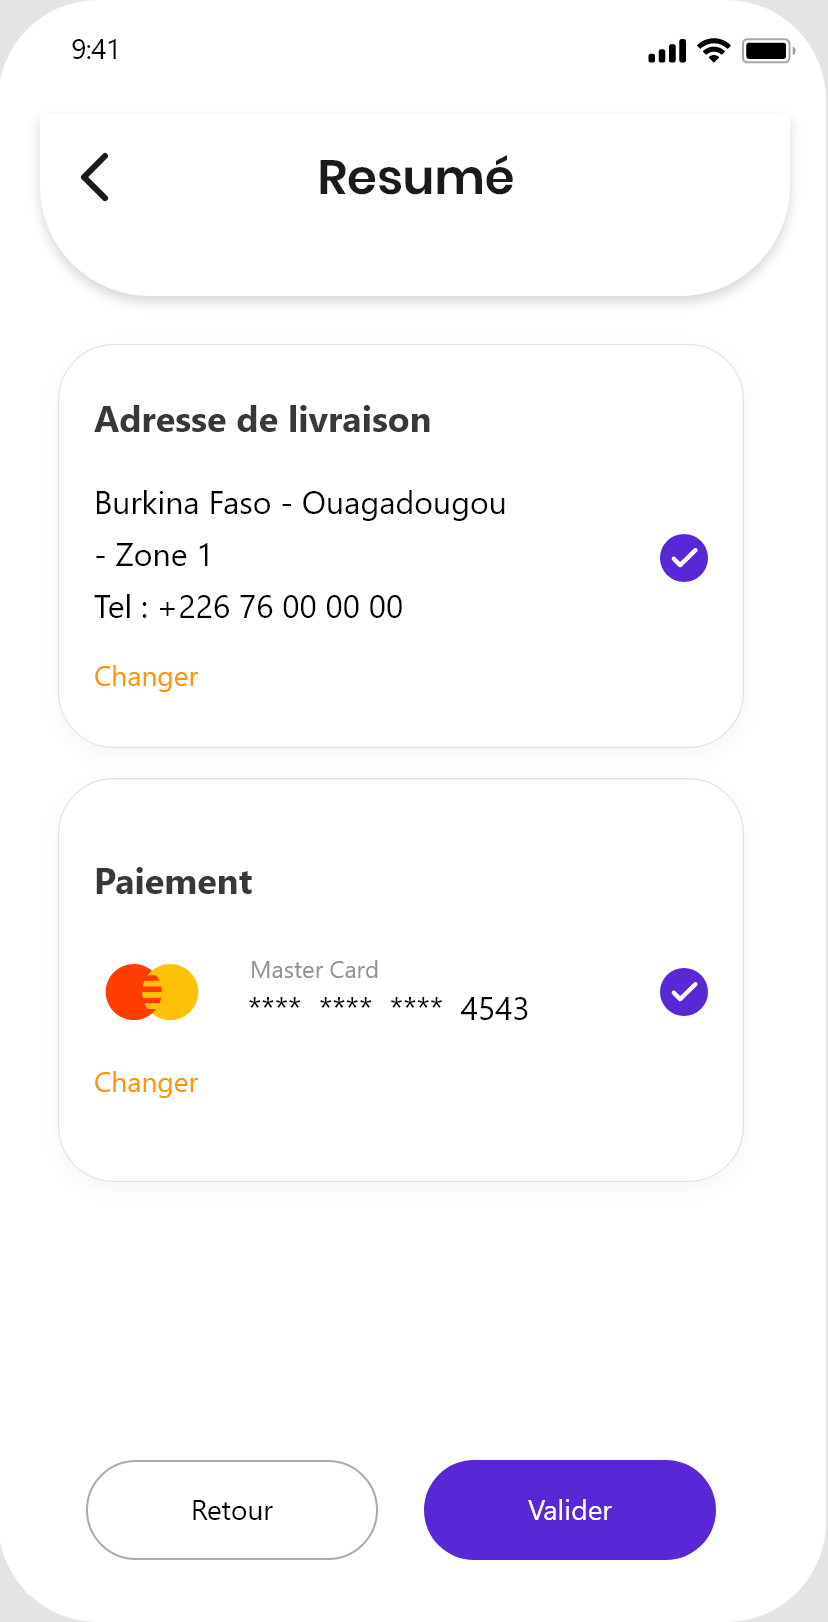 9:41
Resumé
Adresse de livraison
Burkina Faso - Ouagadougou
- Zone 1
Tel : +226 76 00 00 00
Changer
Paiement
Master Card
**** **** **** 4543
Changer
Retour
Valider